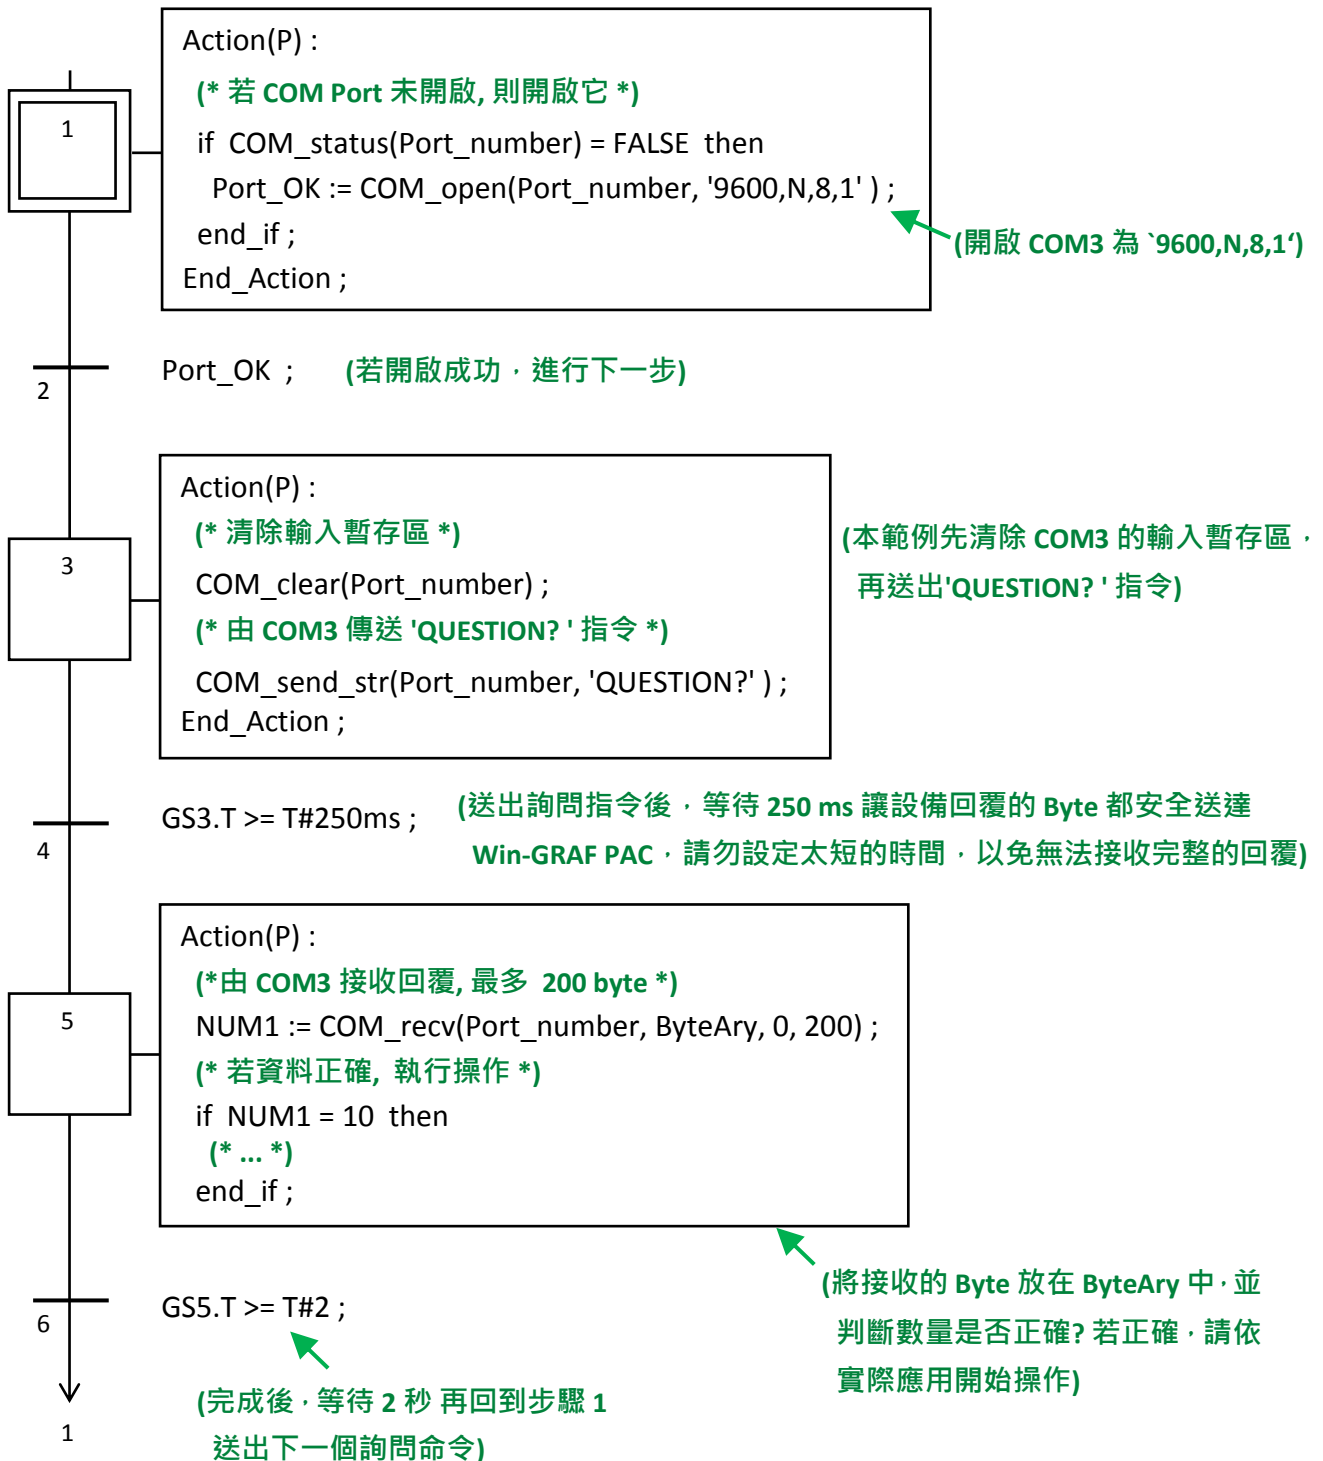 Action(P) :
(* 若 COM Port 未開啟, 則開啟它 *)
1
if COM_status(Port_number) = FALSE then
Port_OK := COM_open(Port_number, '9600,N,8,1' ) ;
end_if ;
(開啟 COM3 為 `9600,N,8,1‘)
End_Action ;
Port_OK ; (若開啟成功，進行下一步)
2
Action(P) :
(* 清除輸入暫存區 *)
3
COM_clear(Port_number) ;
(* 由 COM3 傳送 'QUESTION? ' 指令 *)
COM_send_str(Port_number, 'QUESTION?' ) ;
End_Action ;
(本範例先清除 COM3 的輸入暫存區，
再送出'QUESTION? ' 指令)
GS3.T >= T#250ms ;
(送出詢問指令後，等待 250 ms 讓設備回覆的 Byte 都安全送達
4
Win-GRAF PAC，請勿設定太短的時間，以免無法接收完整的回覆)
Action(P) :
(*由 COM3 接收回覆, 最多 200 byte *)
5
NUM1 := COM_recv(Port_number, ByteAry, 0, 200) ;
(* 若資料正確, 執行操作 *)
if NUM1 = 10 then
(* ... *)
end_if ;
(將接收的 Byte 放在 ByteAry 中，並
判斷數量是否正確? 若正確，請依
實際應用開始操作)
GS5.T >= T#2 ;
6
(完成後，等待 2 秒 再回到步驟 1
送出下一個詢問命令)
1